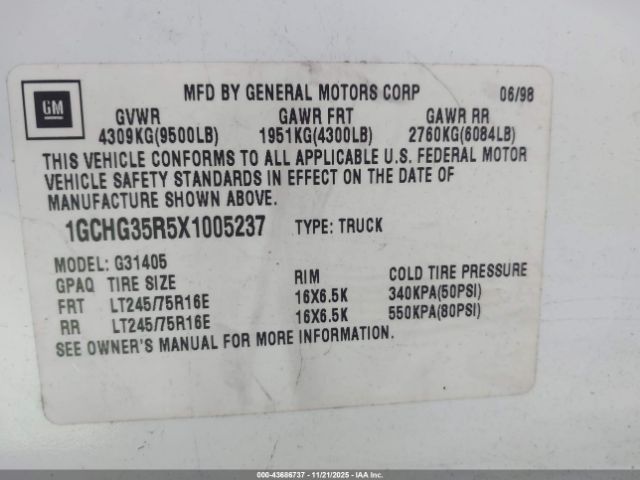 GM
MFD BY GENERAL MOTORS CORP 06/98
GVWR GAWR FRT GAWR RR
4309KG(9500LB) 1951KG(4300LB) 2760KG(6084LB)
THIS VEHICLE CONFORMS TO ALL APPLICABLE U.S. FEDERAL MOTOR
VEHICLE SAFETY STANDARDS IN EFFECT ON THE DATE OF
MANUFACTURE SHOWN ABOVE.
1GCHG35R5X1005237 TYPE: TRUCK
MODEL: G31405
GPAQ TIRE SIZE RIM COLD TIRE PRESSURE
FRT LT245/75R16E 16X6.5K 340KPA(50PSI)
RR LT245/75R16E 16X6.5K 550KPA(80PSI)
SEE OWNER'S MANUAL FOR MORE INFORMATION.
000-43686737 - 11/21/2025 - IAA Inc.